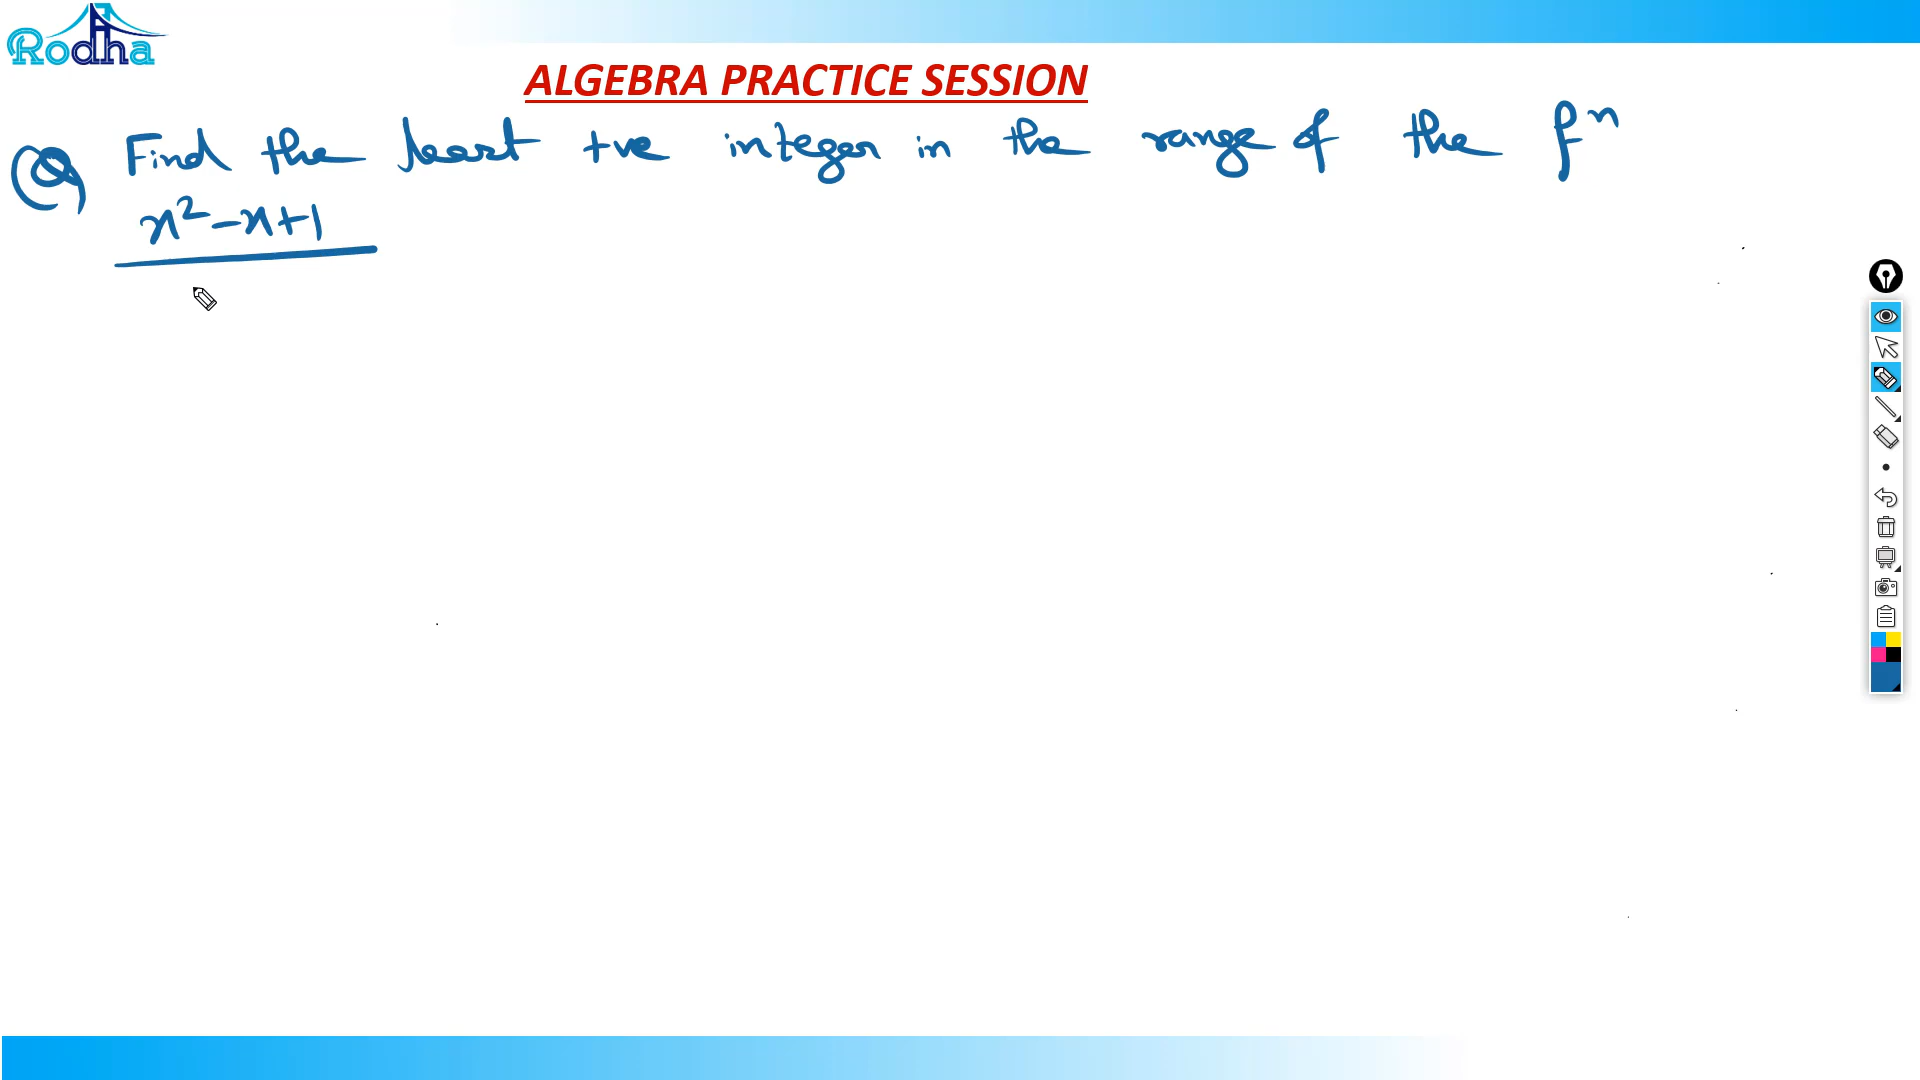 Rodha
ALGEBRA PRACTICE SESSION
Q Find the least +ve integer in the range of the fⁿ
x² - x + 1